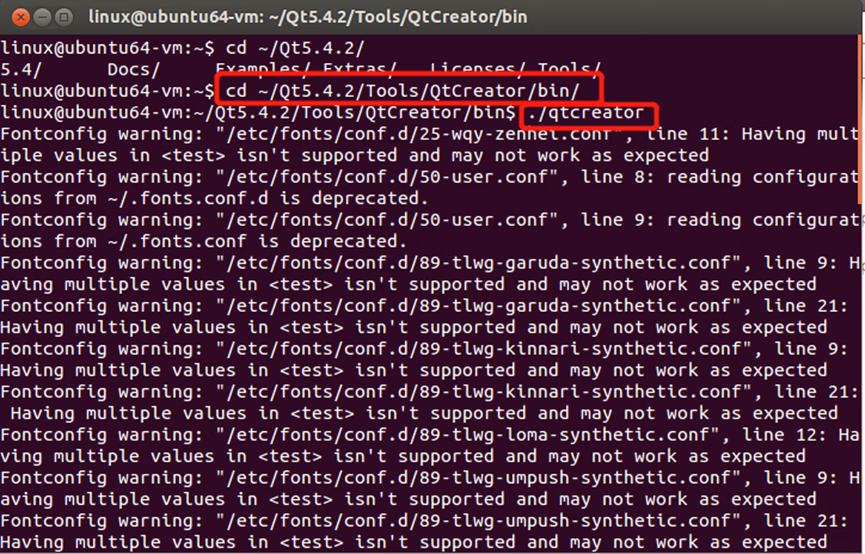 linux@ubuntu64-vm: ~/Qt5.4.2/Tools/QtCreator/bin
linux@ubuntu64-vm:~$ cd ~/Qt5.4.2/
5.4/ Docs/ Examples/ Extras/ Licenses/ Tools/
linux@ubuntu64-vm:~$ cd ~/Qt5.4.2/Tools/QtCreator/bin/
linux@ubuntu64-vm:~/Qt5.4.2/Tools/QtCreator/bin$ ./qtcreator
Fontconfig warning: "/etc/fonts/conf.d/25-wqy-zenhei.conf", line 11: Having mult
iple values in <test> isn't supported and may not work as expected
Fontconfig warning: "/etc/fonts/conf.d/50-user.conf", line 8: reading configurat
ions from ~/.fonts.conf.d is deprecated.
Fontconfig warning: "/etc/fonts/conf.d/50-user.conf", line 9: reading configurat
ions from ~/.fonts.conf is deprecated.
Fontconfig warning: "/etc/fonts/conf.d/89-tlwg-garuda-synthetic.conf", line 9: H
aving multiple values in <test> isn't supported and may not work as expected
Fontconfig warning: "/etc/fonts/conf.d/89-tlwg-garuda-synthetic.conf", line 21:
Having multiple values in <test> isn't supported and may not work as expected
Fontconfig warning: "/etc/fonts/conf.d/89-tlwg-kinnari-synthetic.conf", line 9:
Having multiple values in <test> isn't supported and may not work as expected
Fontconfig warning: "/etc/fonts/conf.d/89-tlwg-kinnari-synthetic.conf", line 21:
 Having multiple values in <test> isn't supported and may not work as expected
Fontconfig warning: "/etc/fonts/conf.d/89-tlwg-loma-synthetic.conf", line 12: Ha
ving multiple values in <test> isn't supported and may not work as expected
Fontconfig warning: "/etc/fonts/conf.d/89-tlwg-umpush-synthetic.conf", line 9: H
aving multiple values in <test> isn't supported and may not work as expected
Fontconfig warning: "/etc/fonts/conf.d/89-tlwg-umpush-synthetic.conf", line 21:
Having multiple values in <test> isn't supported and may not work as expected